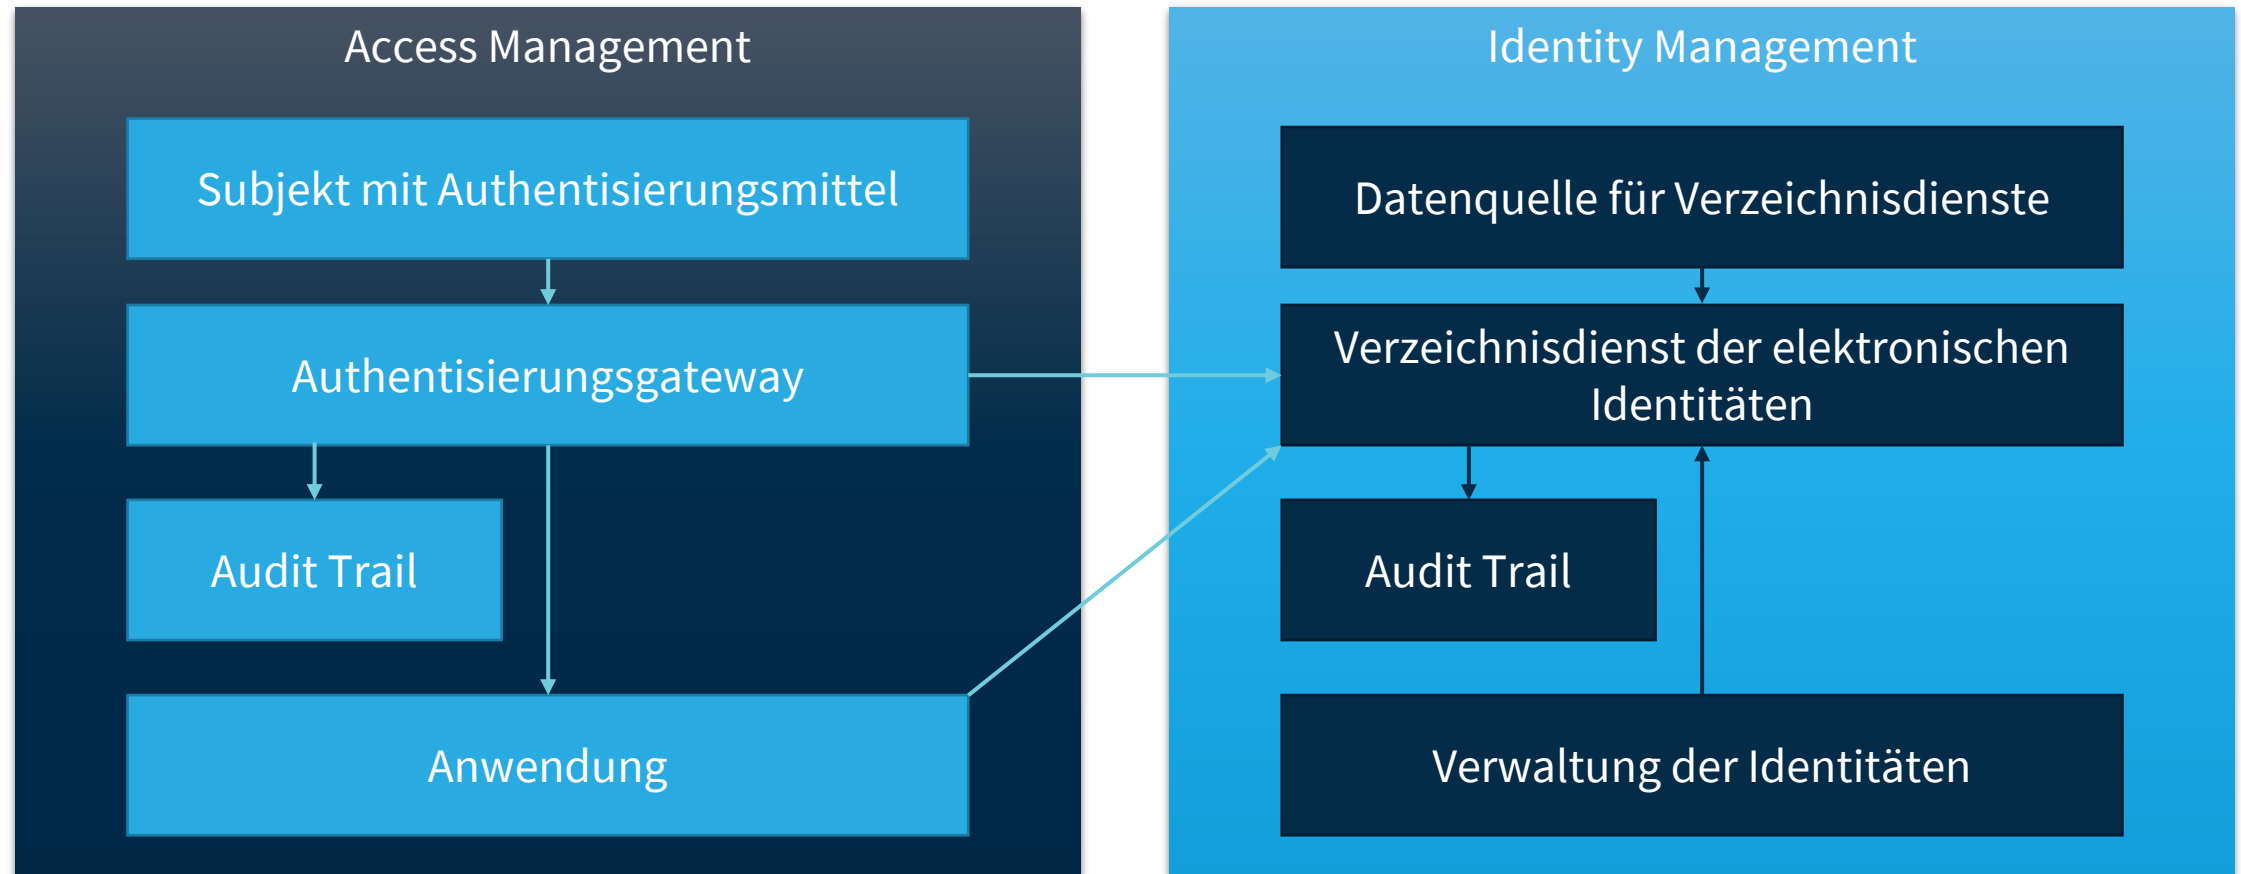 Access Management
Subjekt mit Authentisierungsmittel
Authentisierungsgateway
Audit Trail
Anwendung
Identity Management
Datenquelle für Verzeichnisdienste
Verzeichnisdienst der elektronischen
Identitäten
Audit Trail
Verwaltung der Identitäten